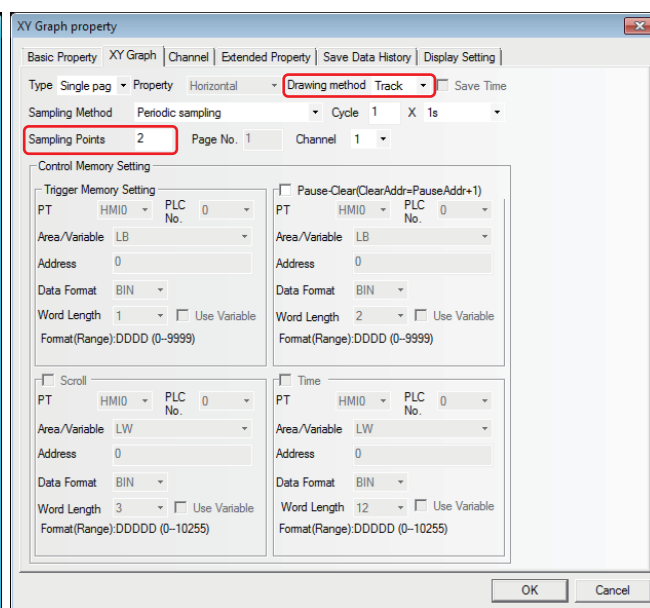 XY Graph property
Basic Property XY Graph Channel Extended Property Save Data History Display Setting
Type Single pag Property Horizontal Drawing method Track Save Time
Sampling Method Periodic sampling Cycle 1 X 1s
Sampling Points 2 Page No. 1 Channel 1
Control Memory Setting
Trigger Memory Setting
PT HMI0 PLC No. 0
Area/Variable LB
Address 0
Data Format BIN
Word Length 1 Use Variable
Format(Range):DDDD (0--9999)
Pause-Clear(ClearAddr=PauseAddr+1)
PT HMI0 PLC No. 0
Area/Variable LB
Address 0
Data Format BIN
Word Length 2 Use Variable
Format(Range):DDDD (0--9999)
Scroll
PT HMI0 PLC No. 0
Area/Variable LW
Address 0
Data Format BIN
Word Length 3 Use Variable
Format(Range):DDDDD (0--10255)
Time
PT HMI0 PLC No. 0
Area/Variable LW
Address 0
Data Format BIN
Word Length 12 Use Variable
Format(Range):DDDDD (0--10255)
OK Cancel